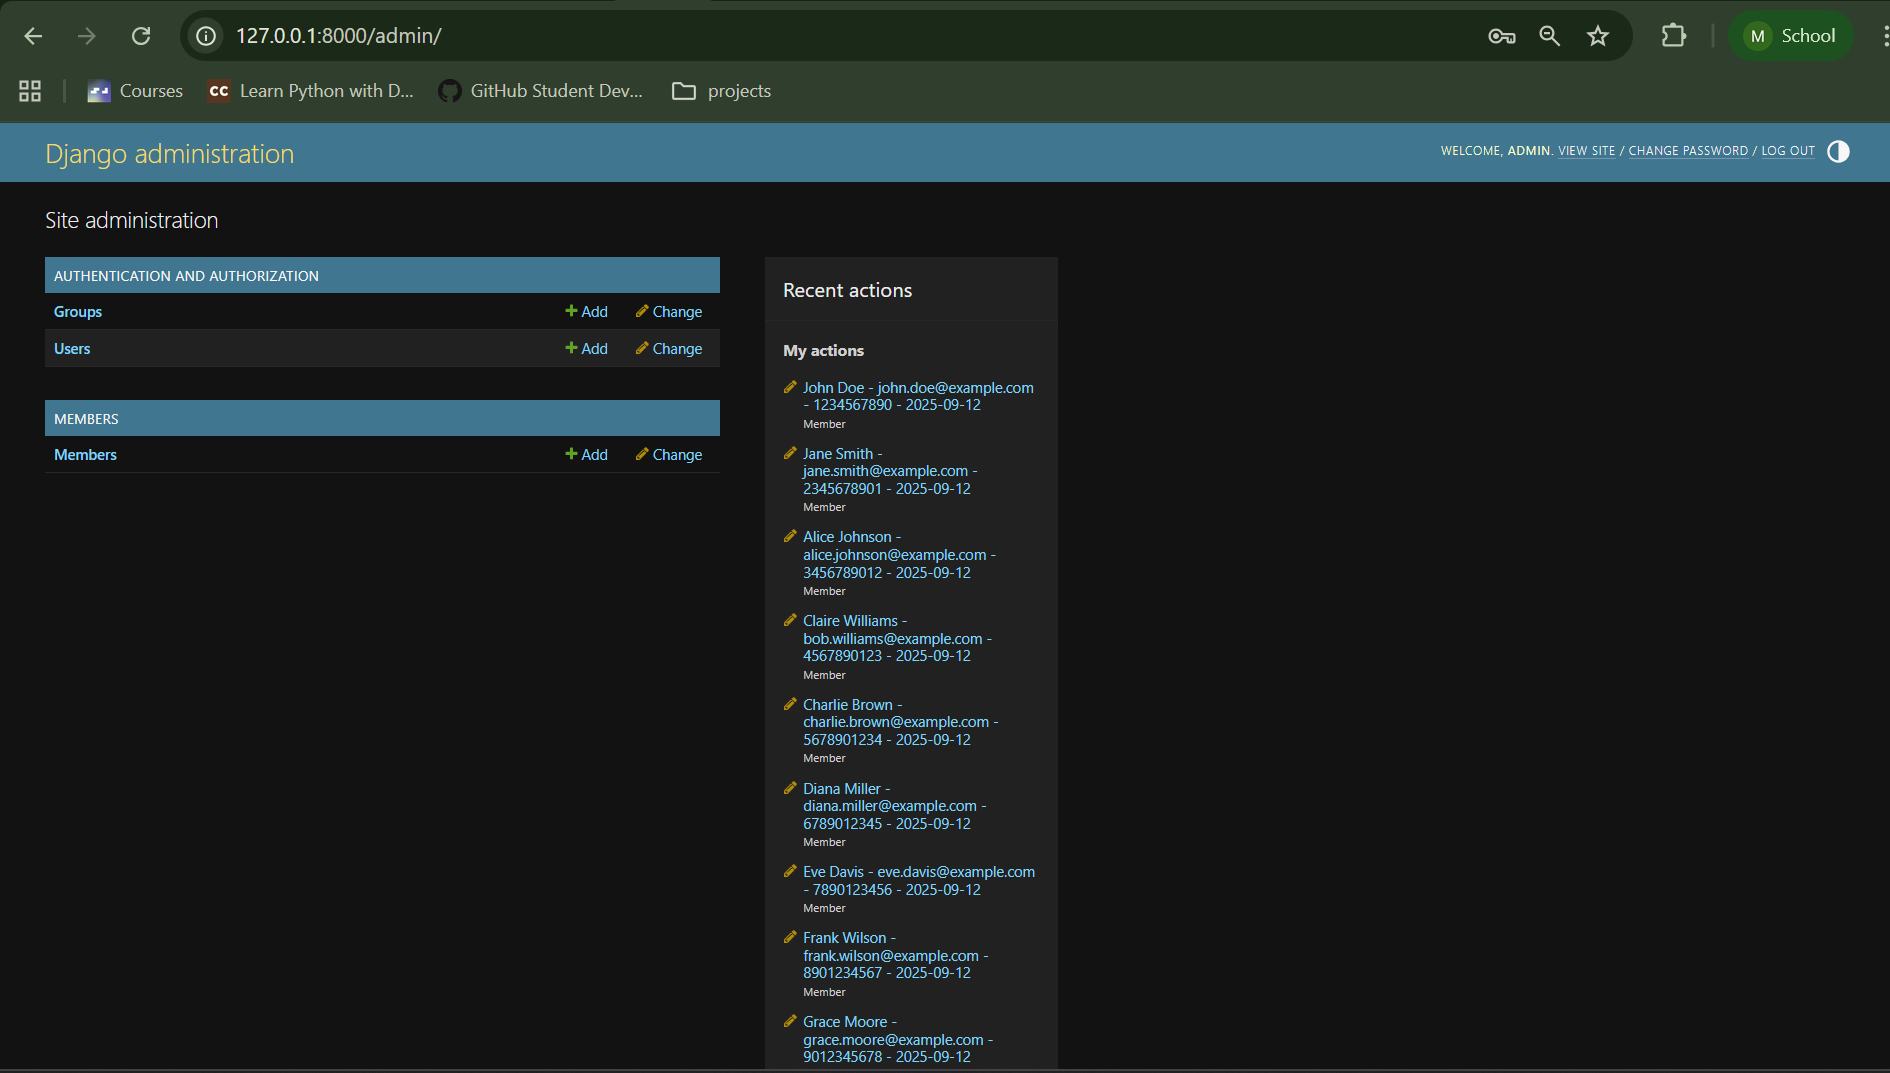 127.0.0.1:8000/admin/
M School
Courses
CC Learn Python with D...
GitHub Student Dev...
projects
Django administration
WELCOME, ADMIN. VIEW SITE / CHANGE PASSWORD / LOG OUT
Site administration
AUTHENTICATION AND AUTHORIZATION
Groups Add Change
Users Add Change
MEMBERS
Members Add Change
Recent actions
My actions
John Doe - john.doe@example.com
- 1234567890 - 2025-09-12
Member
Jane Smith -
jane.smith@example.com -
2345678901 - 2025-09-12
Member
Alice Johnson -
alice.johnson@example.com -
3456789012 - 2025-09-12
Member
Claire Williams -
bob.williams@example.com -
4567890123 - 2025-09-12
Member
Charlie Brown -
charlie.brown@example.com -
5678901234 - 2025-09-12
Member
Diana Miller -
diana.miller@example.com -
6789012345 - 2025-09-12
Member
Eve Davis - eve.davis@example.com
- 7890123456 - 2025-09-12
Member
Frank Wilson -
frank.wilson@example.com -
8901234567 - 2025-09-12
Member
Grace Moore -
grace.moore@example.com -
9012345678 - 2025-09-12